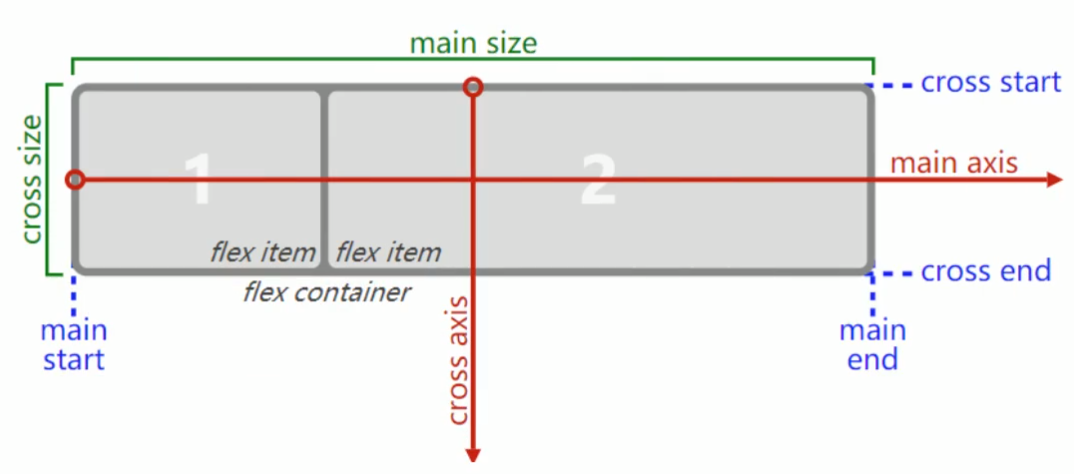 main size
cross start
cross size
1
2
main axis
flex item
flex item
cross end
flex container
cross axis
main
start
main
end